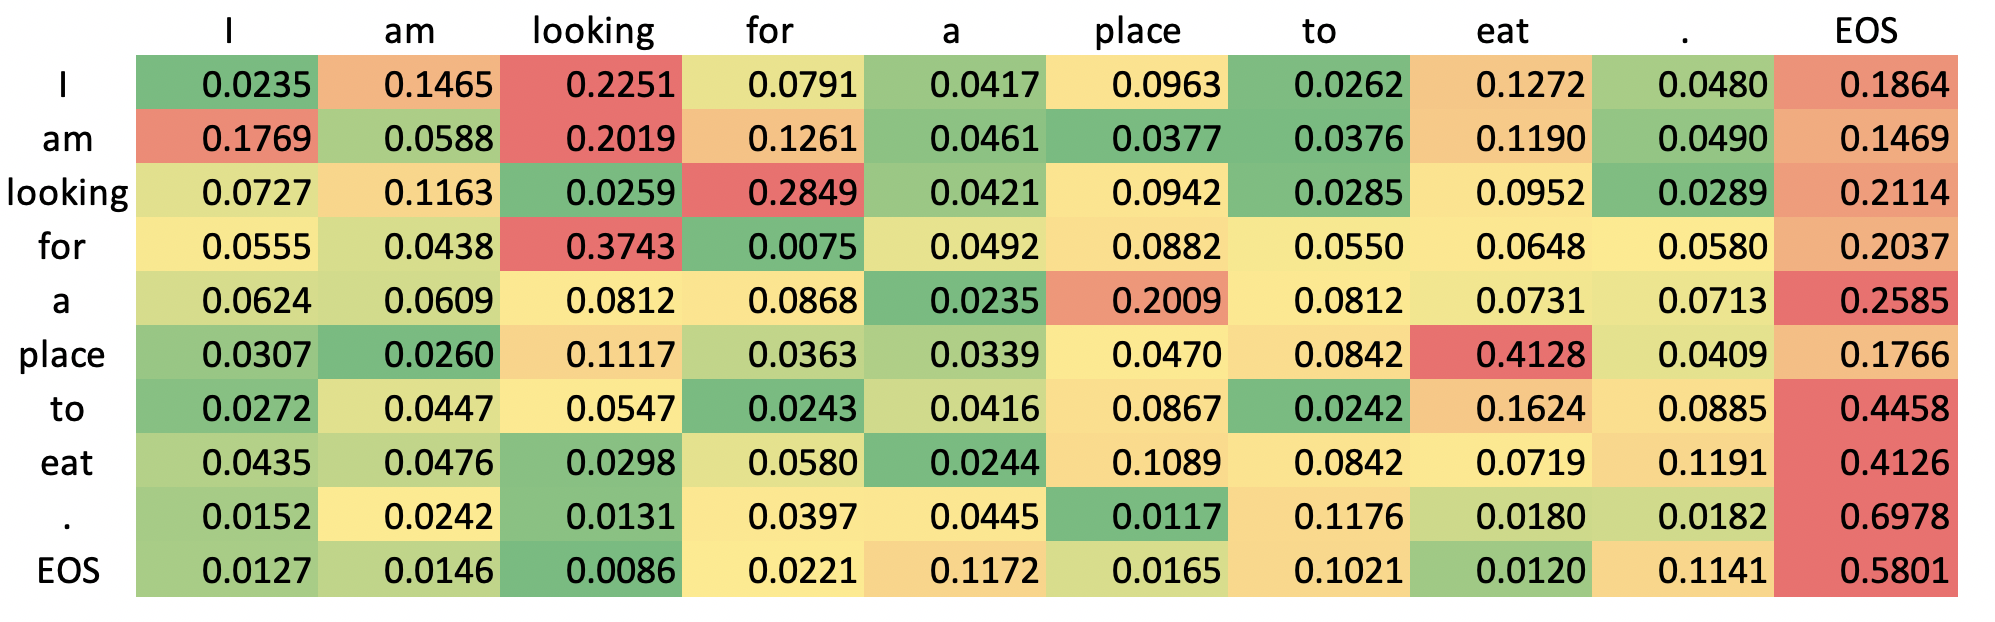 I am looking for a place to eat . EOS
I 0.0235 0.1465 0.2251 0.0791 0.0417 0.0963 0.0262 0.1272 0.0480 0.1864
am 0.1769 0.0588 0.2019 0.1261 0.0461 0.0377 0.0376 0.1190 0.0490 0.1469
looking 0.0727 0.1163 0.0259 0.2849 0.0421 0.0942 0.0285 0.0952 0.0289 0.2114
for 0.0555 0.0438 0.3743 0.0075 0.0492 0.0882 0.0550 0.0648 0.0580 0.2037
a 0.0624 0.0609 0.0812 0.0868 0.0235 0.2009 0.0812 0.0731 0.0713 0.2585
place 0.0307 0.0260 0.1117 0.0363 0.0339 0.0470 0.0842 0.4128 0.0409 0.1766
to 0.0272 0.0447 0.0547 0.0243 0.0416 0.0867 0.0242 0.1624 0.0885 0.4458
eat 0.0435 0.0476 0.0298 0.0580 0.0244 0.1089 0.0842 0.0719 0.1191 0.4126
. 0.0152 0.0242 0.0131 0.0397 0.0445 0.0117 0.1176 0.0180 0.0182 0.6978
EOS 0.0127 0.0146 0.0086 0.0221 0.1172 0.0165 0.1021 0.0120 0.1141 0.5801